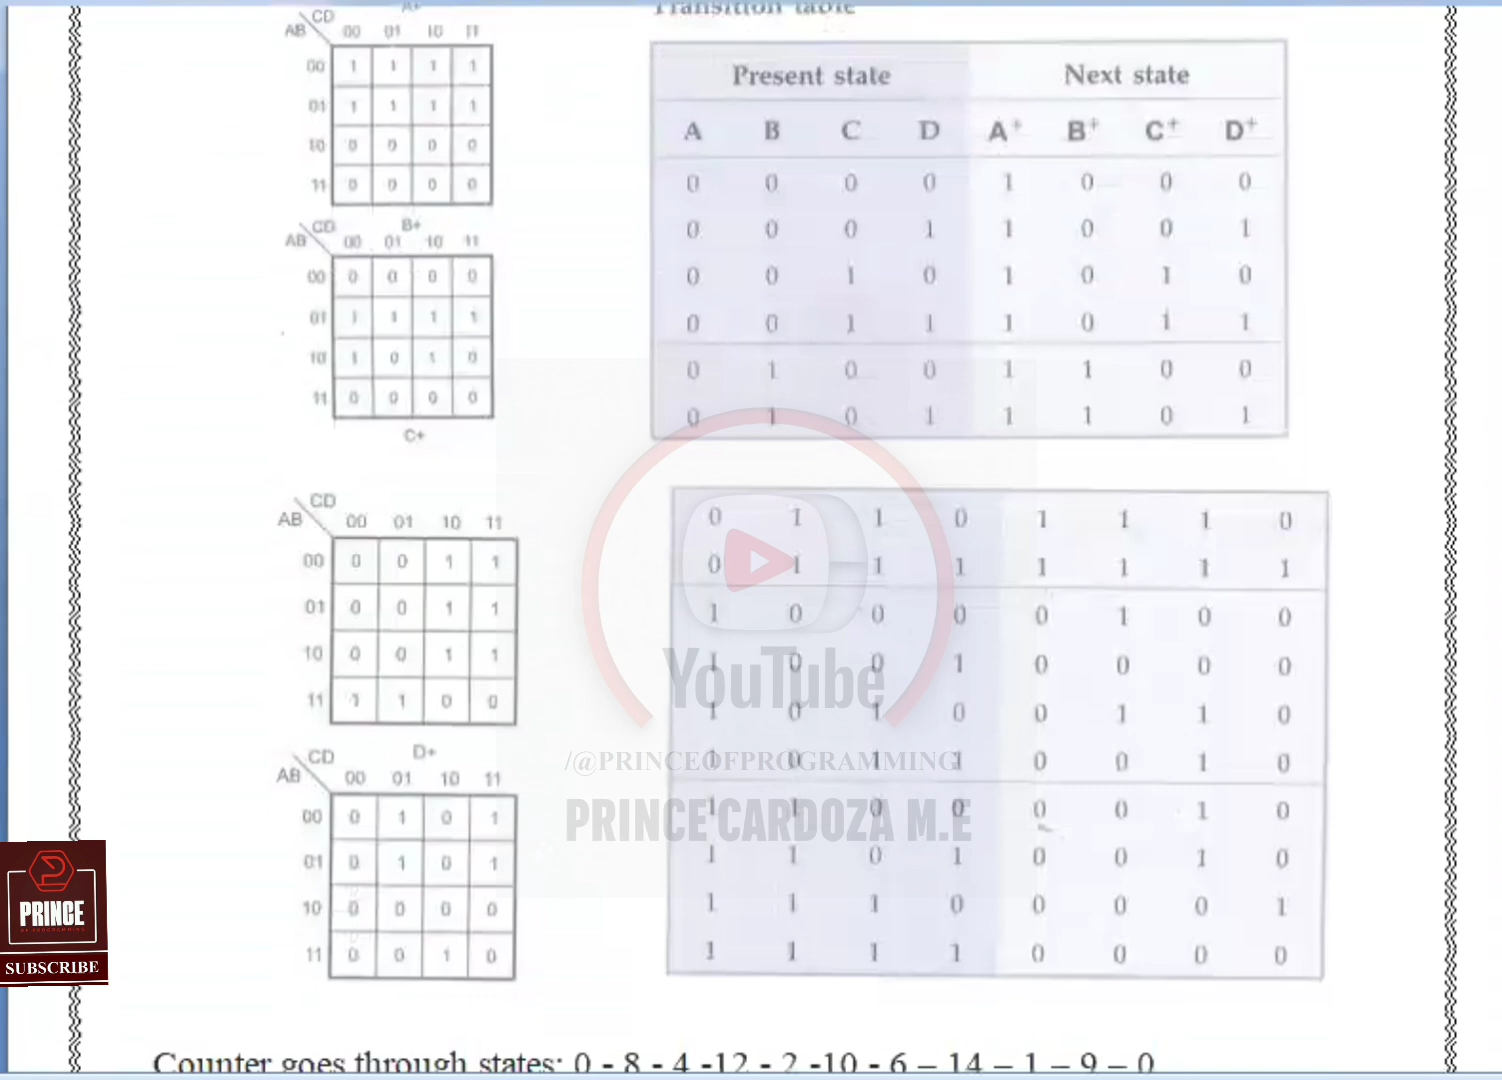 A+
CD
AB 00 01 10 11
00 1 1 1 1
01 1 1 1 1
10 0 0 0 0
11 0 0 0 0
B+
CD
AB 00 01 10 11
00 0 0 0 0
01 1 1 1 1
10 1 0 1 0
11 0 0 0 0
C+
CD
AB 00 01 10 11
00 0 0 1 1
01 0 0 1 1
10 0 0 1 1
11 1 1 0 0
D+
CD
AB 00 01 10 11
00 0 1 0 1
01 0 1 0 1
10 0 0 0 0
11 0 0 1 0
Transition table
Present state Next state
A B C D A+ B+ C+ D+
0 0 0 0 1 0 0 0
0 0 0 1 1 0 0 1
0 0 1 0 1 0 1 0
0 0 1 1 1 0 1 1
0 1 0 0 1 1 0 0
0 1 0 1 1 1 0 1
0 1 1 0 1 1 1 0
0 1 1 1 1 1 1 1
1 0 0 0 0 1 0 0
1 0 0 1 0 0 0 0
1 0 1 0 0 1 1 0
1 0 1 1 0 0 1 0
1 1 0 0 0 0 1 0
1 1 0 1 0 0 1 0
1 1 1 0 0 0 0 1
1 1 1 1 0 0 0 0
YouTube
/@PRINCEOFPROGRAMMING
PRINCE CARDOZA M.E
PRINCE
OF PROGRAMMING
SUBSCRIBE
Counter goes through states: 0 - 8 - 4 -12 - 2 -10 - 6 – 14 – 1 – 9 – 0